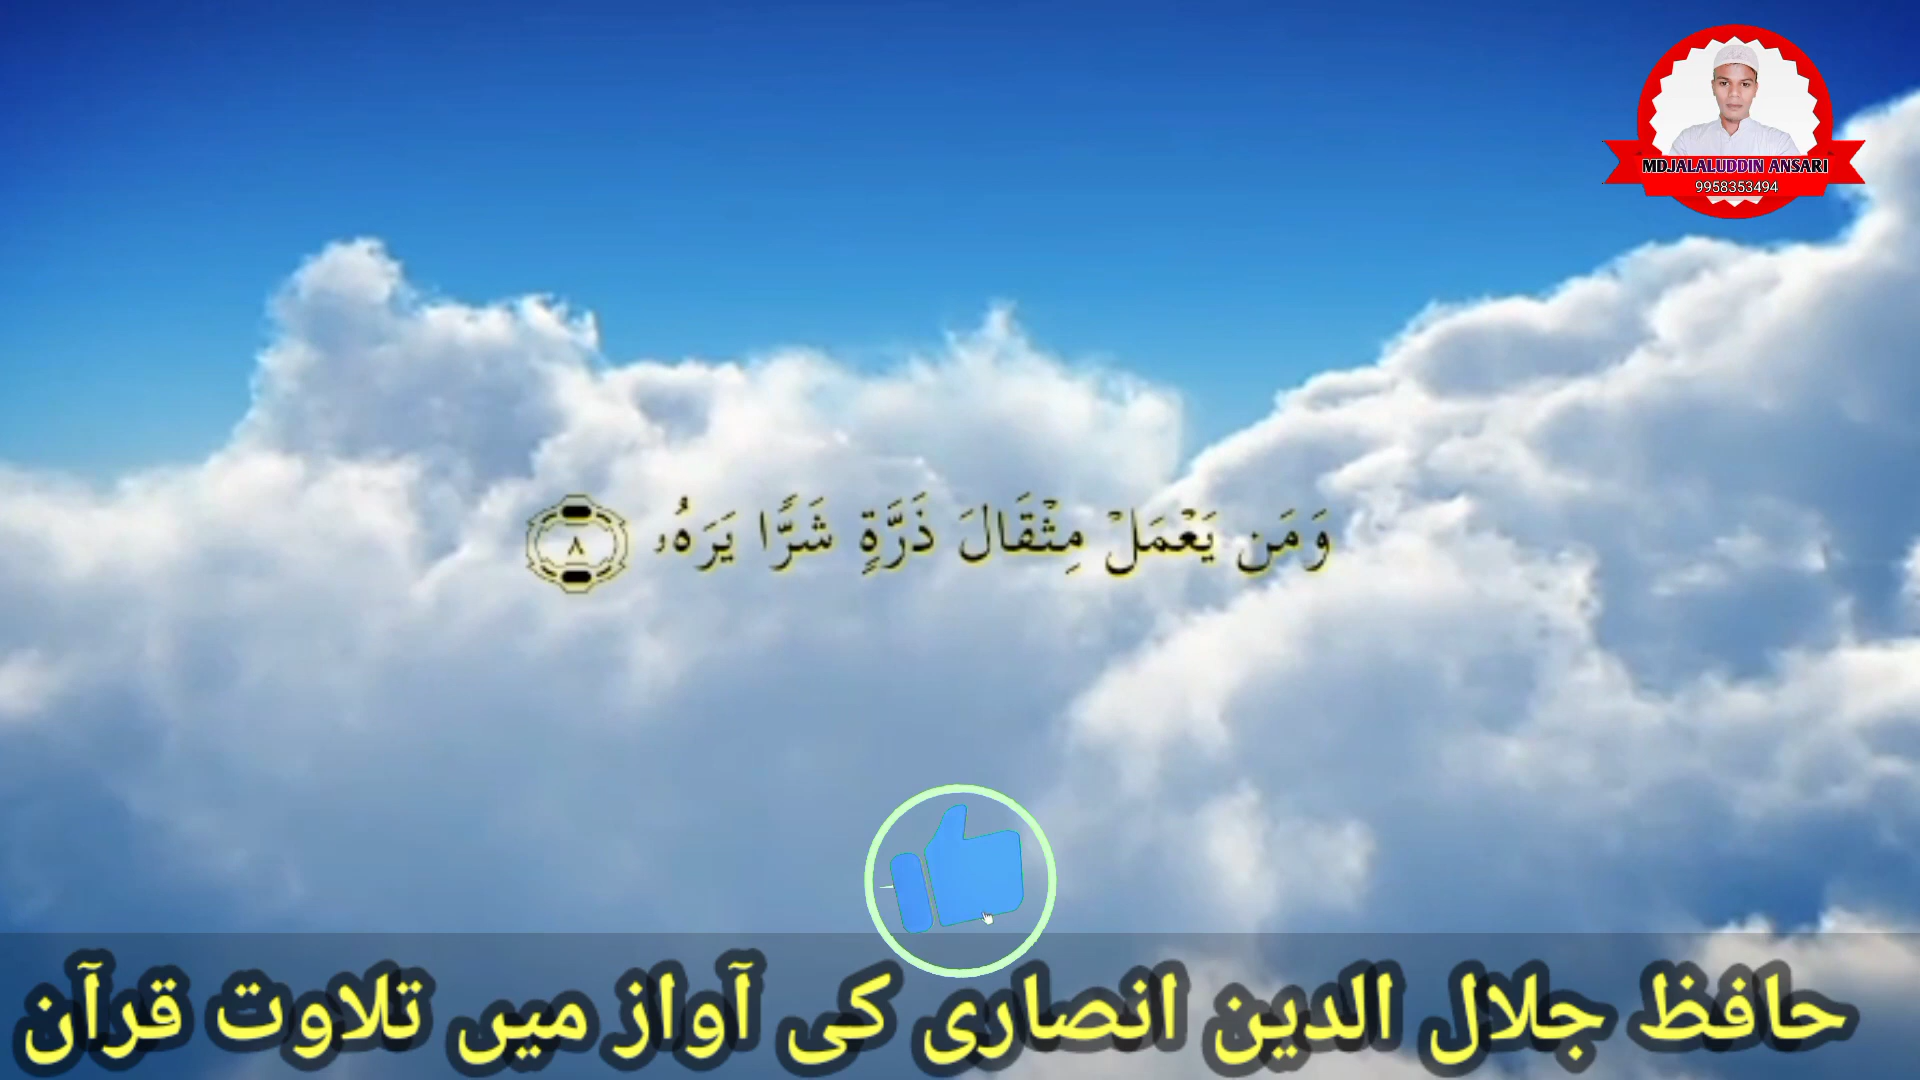 MDJALALUDDIN ANSARI
9958353494
وَمَن يَعْمَلْ مِثْقَالَ ذَرَّةٍ شَرًّا يَرَهُۥ ٨
حافظ جلال الدین انصاری کی آواز میں تلاوت قرآن